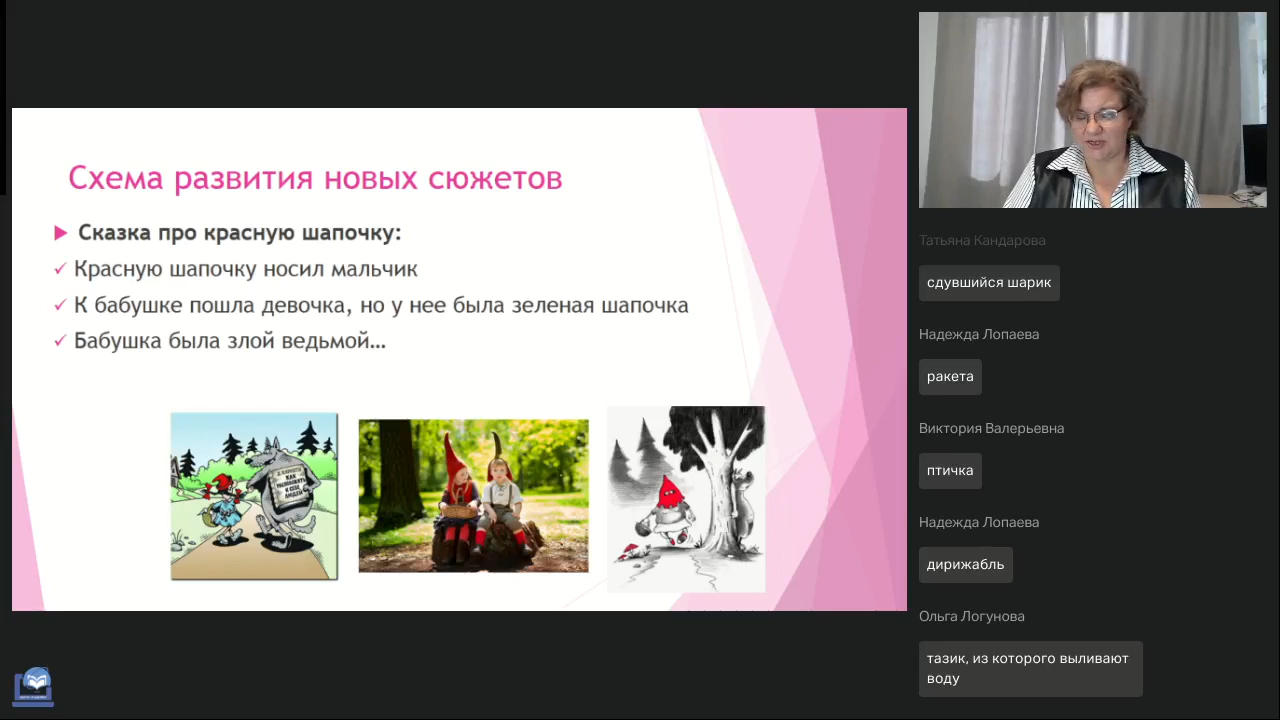 Схема развития новых сюжетов
Сказка про красную шапочку:
Красную шапочку носил мальчик
К бабушке пошла девочка, но у нее была зеленая шапочка
Бабушка была злой ведьмой...
Татьяна Кандарова
сдувшийся шарик
Надежда Лопаева
ракета
Виктория Валерьевна
птичка
Надежда Лопаева
дирижабль
Ольга Логунова
тазик, из которого выливают
воду